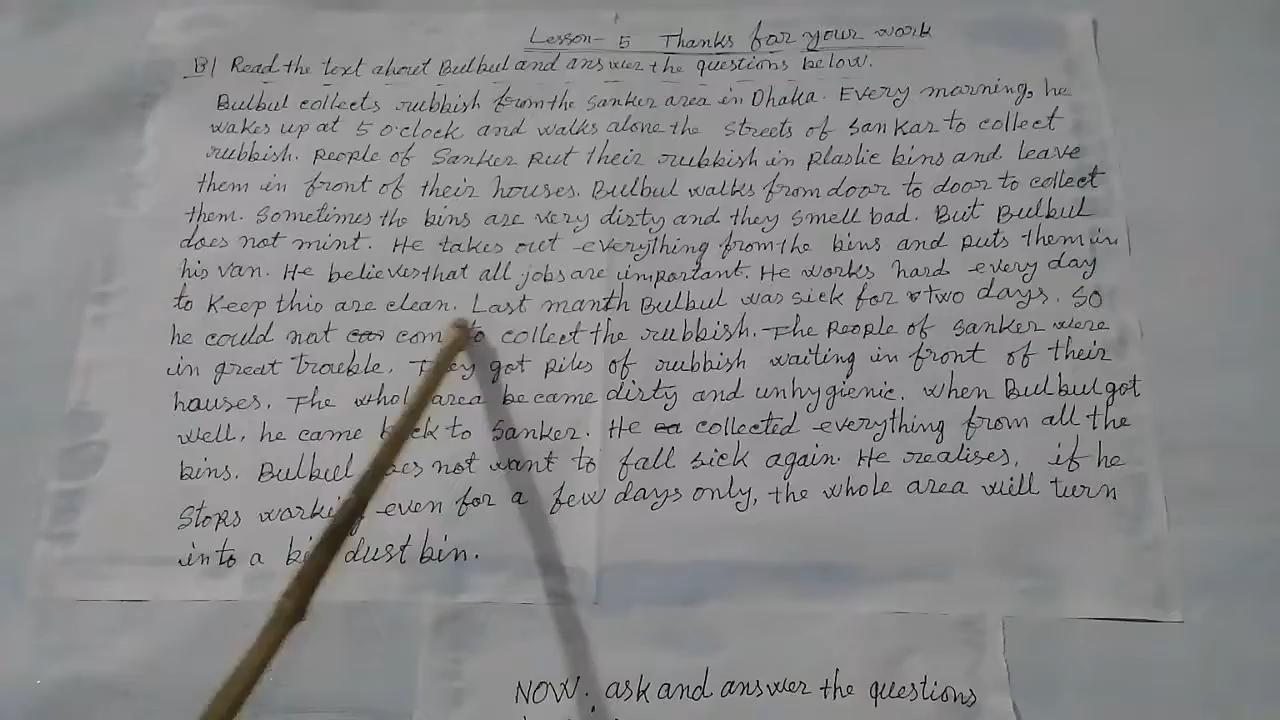 Lesson- 5 Thanks for your work
B| Read the text about Bulbul and answer the questions below.
Bulbul collects rubbish from the Sanker area in Dhaka. Every marning, he
wakes up at 5 o'clock and walks alone the streets of Sankar to collect
rubbish. People of Sanker put their rubbish in plastic bins and leave
them in front of their houses. Bulbul walks from door to door to collect
them. Sometimes the bins are very dirty and they smell bad. But Bulbul
does not mint. He takes out everything from the bins and puts them in
his van. He believes that all jobs are important. He works hard every day
to keep this are clean. Last manth Bulbul was sick for two days. So
he could not com to collect the rubbish. The people of Sanker were
in great trouble. They got piles of rubbish waiting in front of their
hauses. The whol area became dirty and unhygienic. When Bulbul got
well, he came back to Sanker. He collected everything from all the
bins. Bulbul does not want to fall sick again. He realises, if he
stops working even for a few days only, the whole area will turn
into a dust bin.
NOW. ask and answer the questions